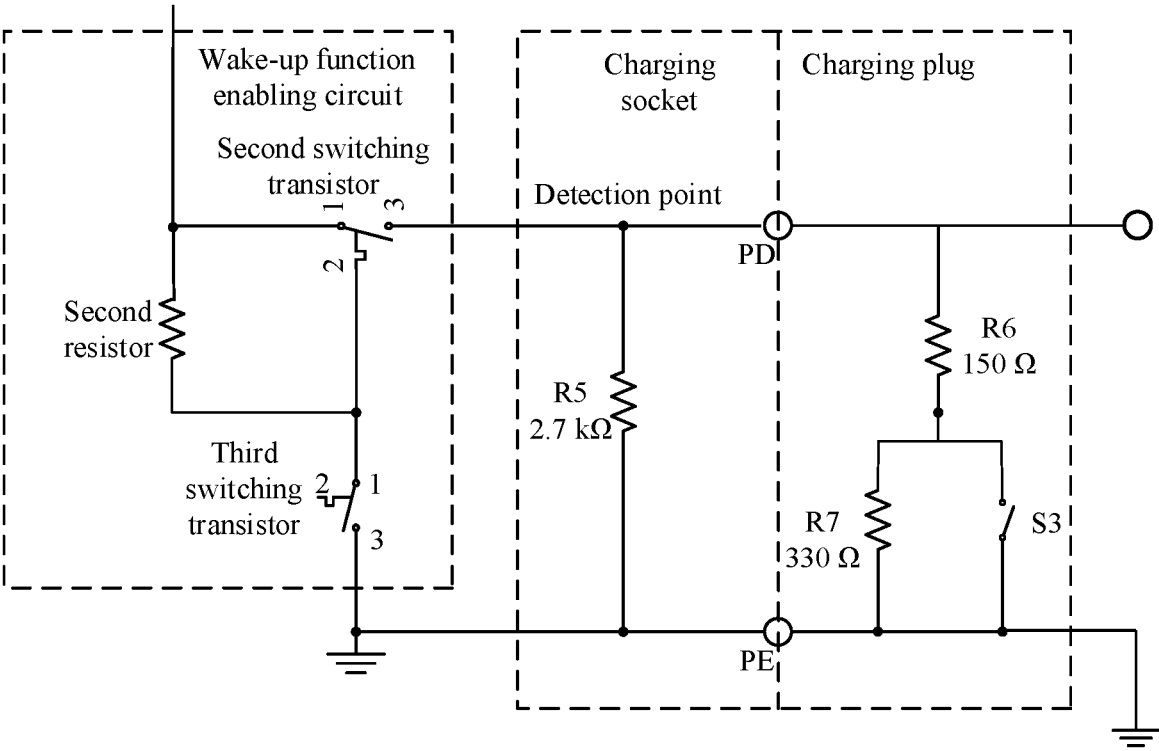 Wake-up function
enabling circuit
Second switching
transistor
1
3
2
Second
resistor
Third
switching
transistor
2
1
3
Charging
socket
Charging plug
Detection point
PD
R5
2.7 kΩ
R6
150 Ω
R7
330 Ω
S3
PE